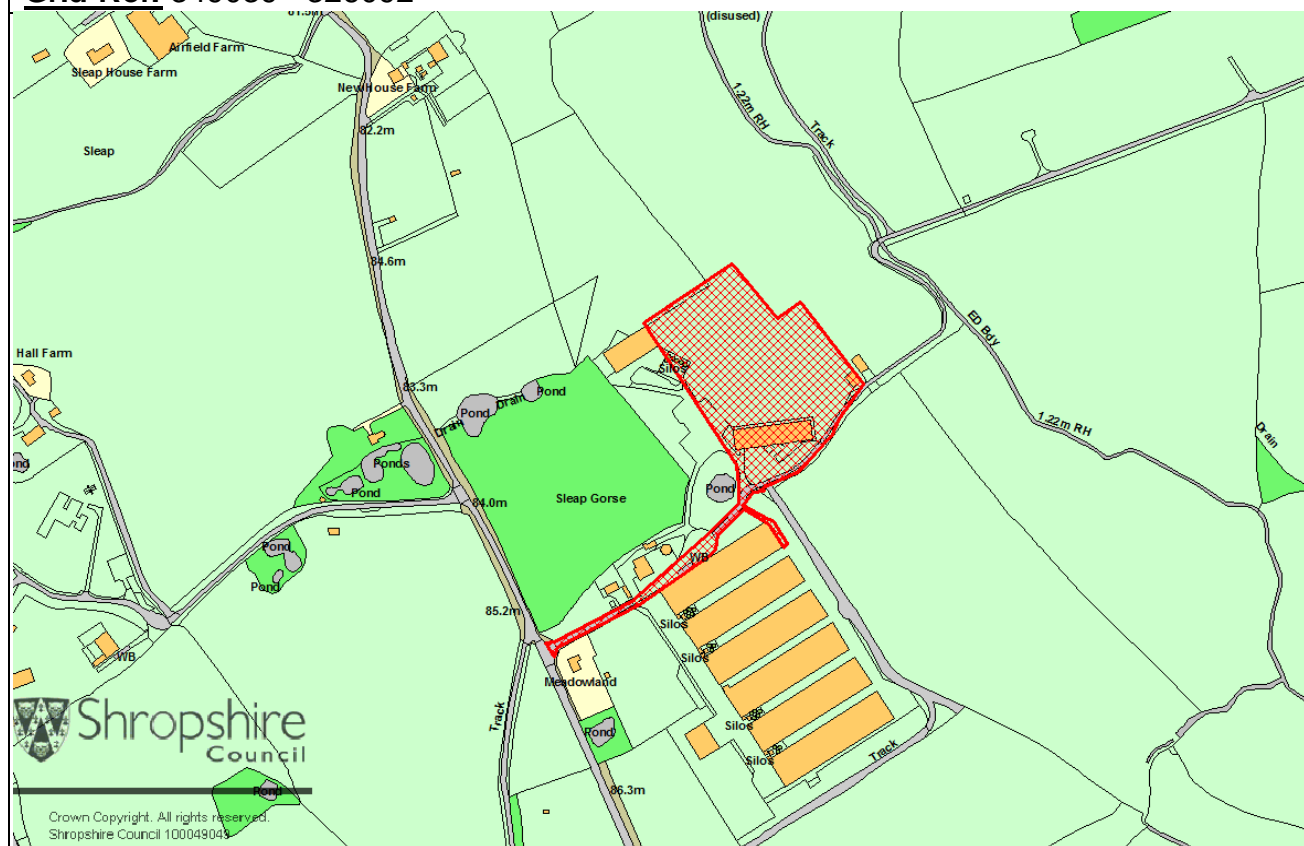 Airfield Farm
(disused)
Sleap House Farm
New House Farm
1.22m RH
Track
82.2m
Sleap
84.6m
ED Bdy
Hall Farm
Silos
83.3m
Pond
Drain
Pond
Drain
1.22m RH
Drain
Ponds
Pond
Pond
84.0m
Sleap Gorse
Pond
WB
Pond
85.2m
Silos
WB
Silos
Meadowland
Track
Pond
Silos
Silos
Track
Shropshire
Council
Pond
86.3m
Crown Copyright. All rights reserved.
Shropshire Council 100049049